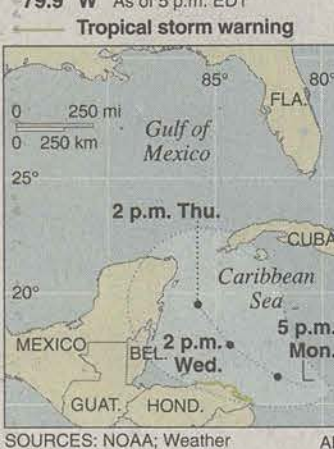 79.9° W As of 5 p.m. EDT
Tropical storm warning
85° 80°
FLA.
0 250 mi
0 250 km
Gulf of
Mexico
25°
2 p.m. Thu.
CUBA
Caribbean
Sea
20°
5 p.m.
Mon.
MEXICO
BEL.
2 p.m.
Wed.
GUAT.
HOND.
SOURCES: NOAA; Weather